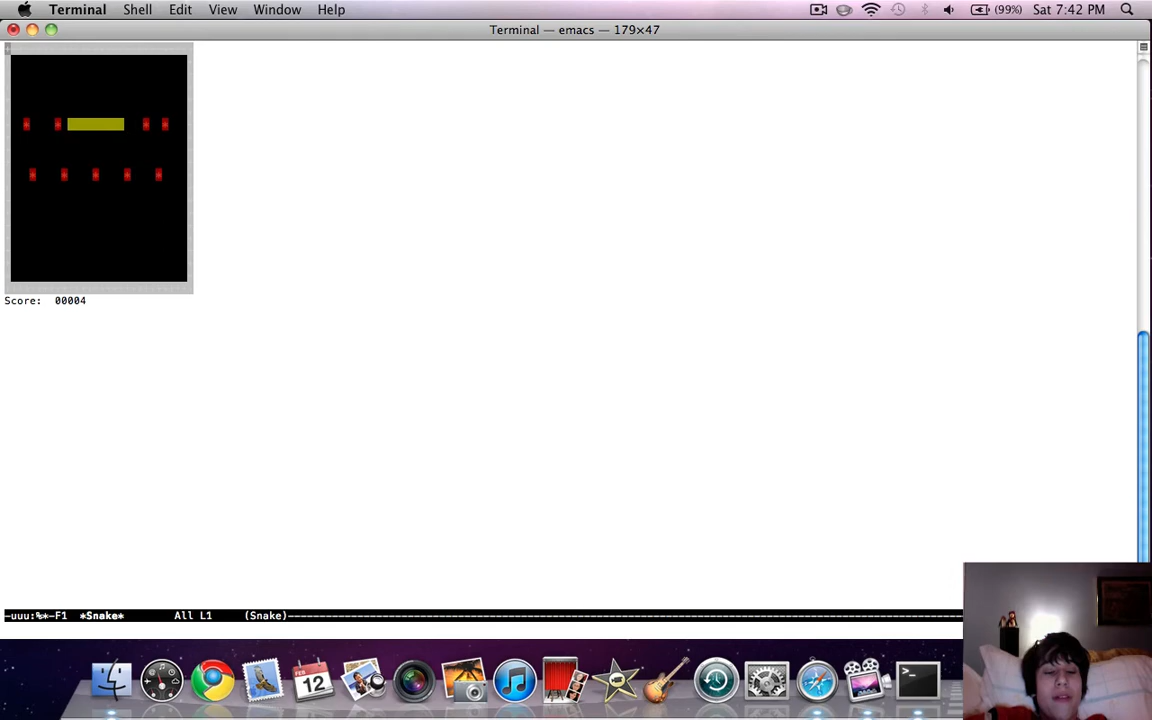 Terminal Shell Edit View Window Help (99%) Sat 7:42 PM
Terminal — emacs — 179×47
Score: 00004
-uuu:%*-F1 *Snake* All L1 (Snake)
FEB
12
>_